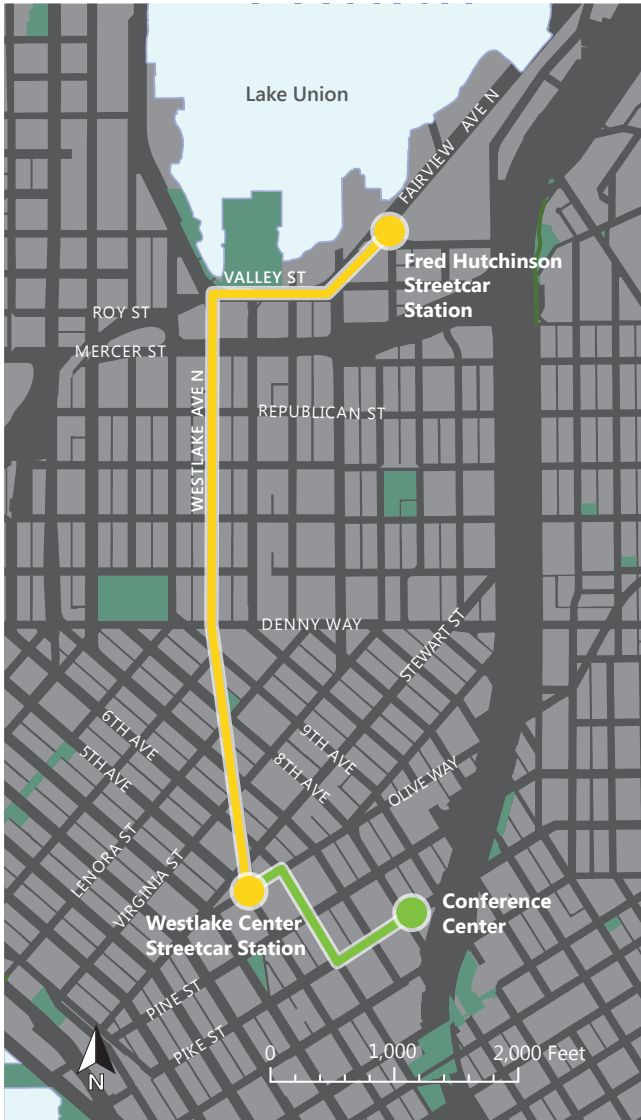 Lake Union
FAIRVIEW AVE N
Fred Hutchinson
Streetcar
Station
VALLEY ST
ROY ST
MERCER ST
WESTLAKE AVE N
REPUBLICAN ST
DENNY WAY
STEWART ST
6TH AVE
5TH AVE
9TH AVE
8TH AVE
OLIVE WAY
LENORA ST
VIRGINIA ST
Westlake Center
Streetcar Station
Conference
Center
PINE ST
PIKE ST
N
0 1,000 2,000 Feet